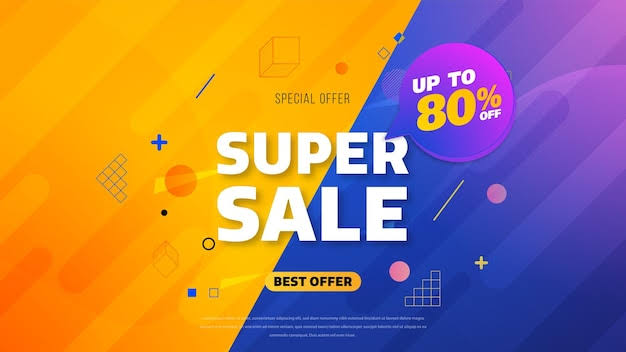 SPECIAL OFFER
UP TO
80%
OFF
SUPER
SALE
BEST OFFER